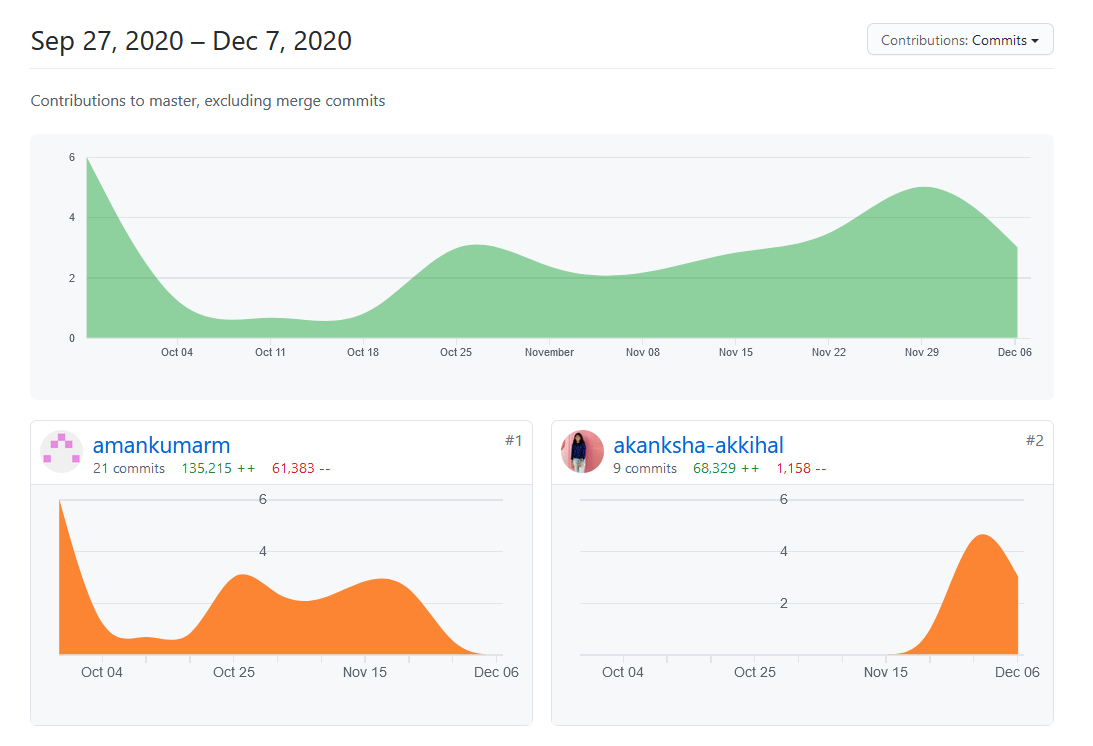 Sep 27, 2020 – Dec 7, 2020
Contributions: Commits
Contributions to master, excluding merge commits
6
4
2
0
Oct 04 Oct 11 Oct 18 Oct 25 November Nov 08 Nov 15 Nov 22 Nov 29 Dec 06
amankumarm #1
21 commits 135,215 ++ 61,383 --
6
4
Oct 04 Oct 25 Nov 15 Dec 06
akanksha-akkihal #2
9 commits 68,329 ++ 1,158 --
6
4
2
Oct 04 Oct 25 Nov 15 Dec 06